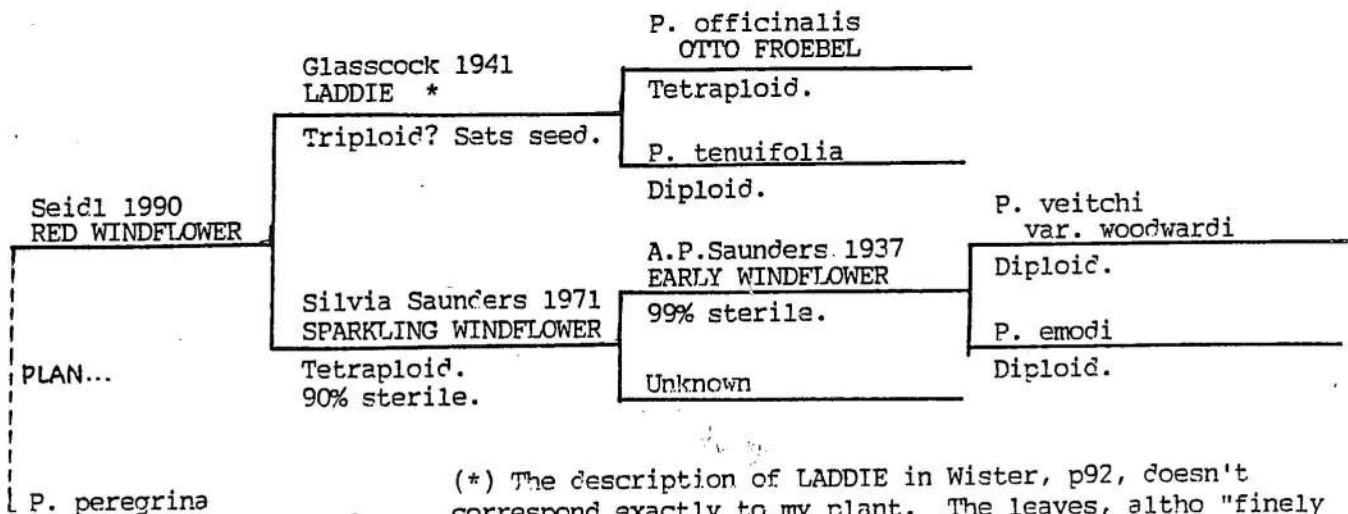 P. officinalis
OTTO FROEBEL
Glasscock 1941
LADDIE *
Tetraploid.
Triploid? Sets seed.
P. tenuifolia
Diploid.
Seidl 1990
RED WINDFLOWER
P. veitchi
var. woodwardi
A.P.Saunders 1937
EARLY WINDFLOWER
Diploid.
Silvia Saunders 1971
SPARKLING WINDFLOWER
99% sterile.
P. emodi
Tetraploid.
90% sterile.
PLAN...
Unknown
Diploid.
(*) The description of LADDIE in Wister, p92, doesn't
correspond exactly to my plant. The leaves, altho "finely
P. peregrina